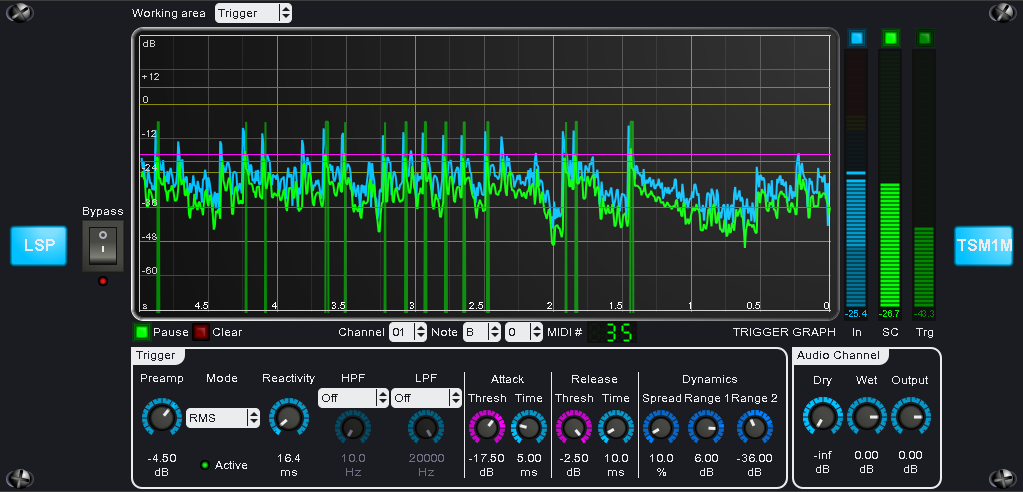 Working area Trigger
dB
+12
0
-12
-24
-36
-48
-60
s 4.5 4 3.5 3 2.5 2 1.5 1 0.5 0
Bypass
LSP
TSM1M
-25.4 -26.7 -43.3
Pause Clear Channel 01 Note B 0 MIDI # 35 TRIGGER GRAPH In SC Trg
Trigger Audio Channel
Preamp Mode Reactivity HPF LPF Attack Release Dynamics Dry Wet Output
Off Off Thresh Time Thresh Time Spread Range 1 Range 2
RMS
-4.50 16.4 10.0 20000 -17.50 5.00 -2.50 10.0 10.0 6.00 -36.00 -inf 0.00 0.00
dB Active ms Hz Hz dB ms dB ms % dB dB dB dB dB